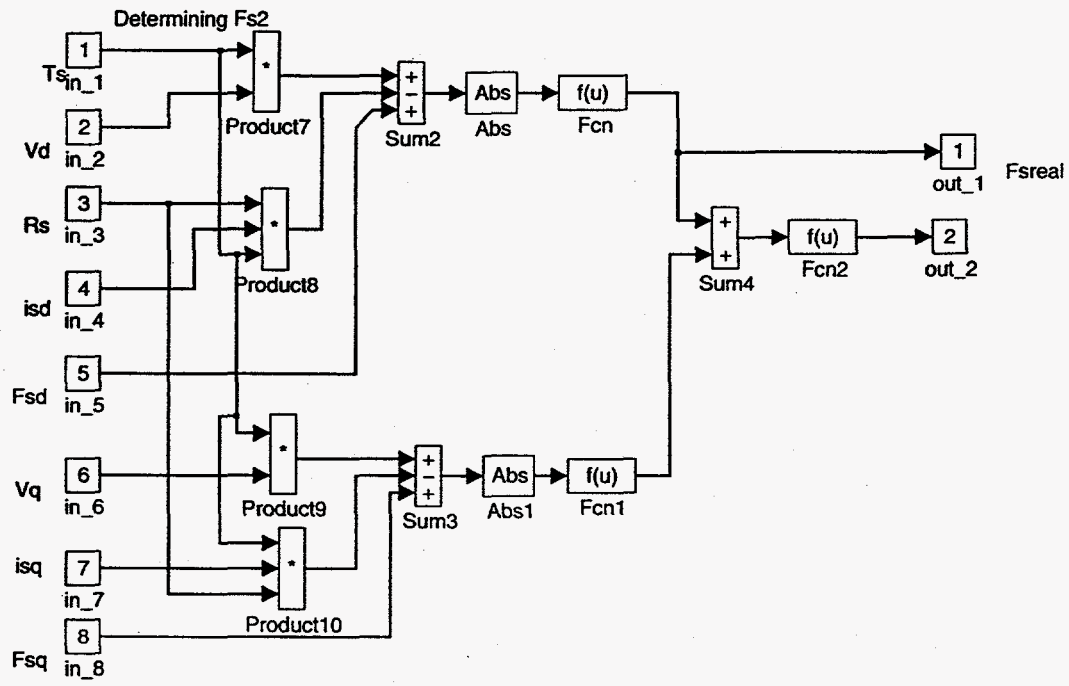 Determining Fs2
1
Ts
in_1
*
Product7
2
Vd
in_2
+
−
+
Sum2
Abs
Abs
f(u)
Fcn
1
out_1
Fsreal
3
Rs
in_3
*
Product8
4
isd
in_4
+
+
Sum4
f(u)
Fcn2
2
out_2
5
Fsd
in_5
6
Vq
in_6
*
Product9
+
−
+
Sum3
Abs
Abs1
f(u)
Fcn1
isq
7
in_7
*
Product10
8
Fsq
in_8